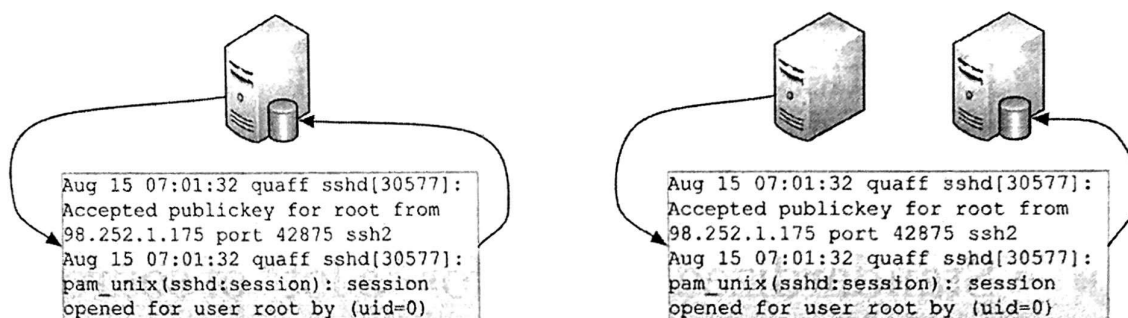 Aug 15 07:01:32 quaff sshd[30577]:
Accepted publickey for root from
98.252.1.175 port 42875 ssh2
Aug 15 07:01:32 quaff sshd[30577]:
pam_unix(sshd:session): session
opened for user root by (uid=0)
Aug 15 07:01:32 quaff sshd[30577]:
Accepted publickey for root from
98.252.1.175 port 42875 ssh2
Aug 15 07:01:32 quaff sshd[30577]:
pam_unix(sshd:session): session
opened for user root by (uid=0)